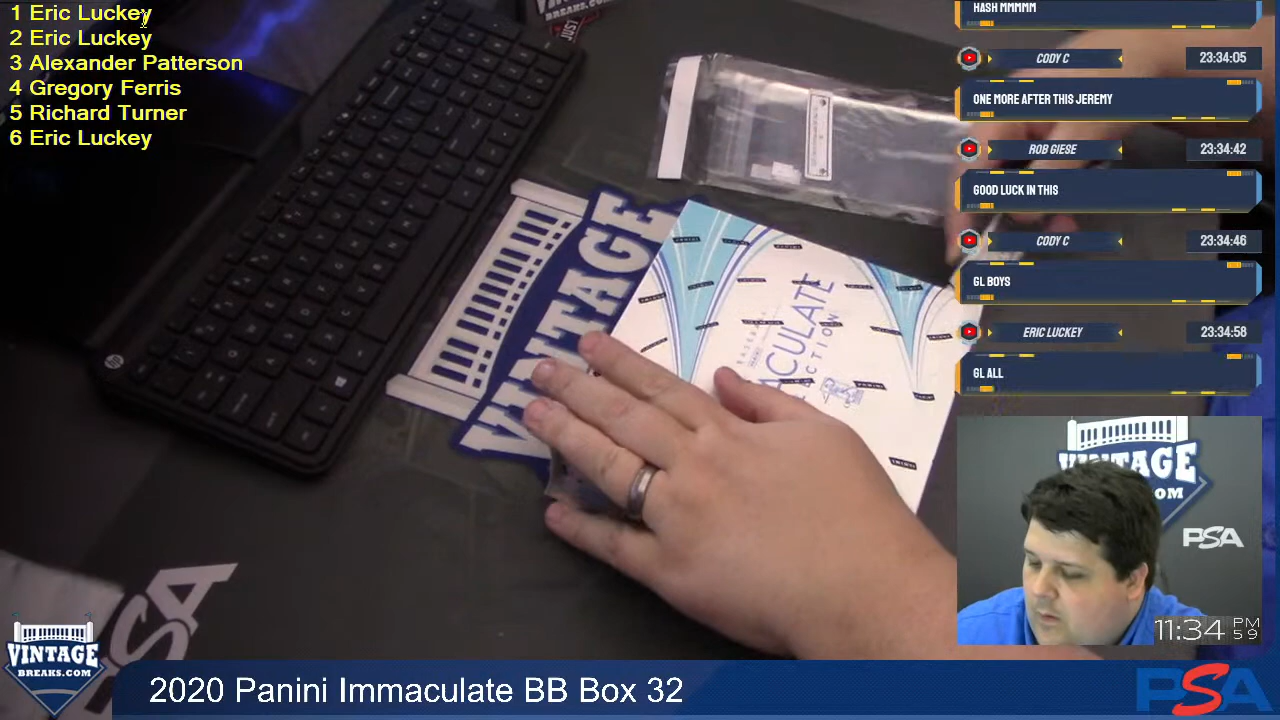 1 Eric Luckey
2 Eric Luckey
3 Alexander Patterson
4 Gregory Ferris
5 Richard Turner
6 Eric Luckey
HASH MMMMM
CODY C
23:34:05
ONE MORE AFTER THIS JEREMY
ROB GIESE
23:34:42
GOOD LUCK IN THIS
CODY C
23:34:46
GL BOYS
ERIC LUCKEY
23:34:58
GL ALL
VINTAGE
BASEBALL
VINTAGE
PSA
11:34 PM
59
PSA
VINTAGE
BREAKS.COM
2020 Panini Immaculate BB Box 32
PSA